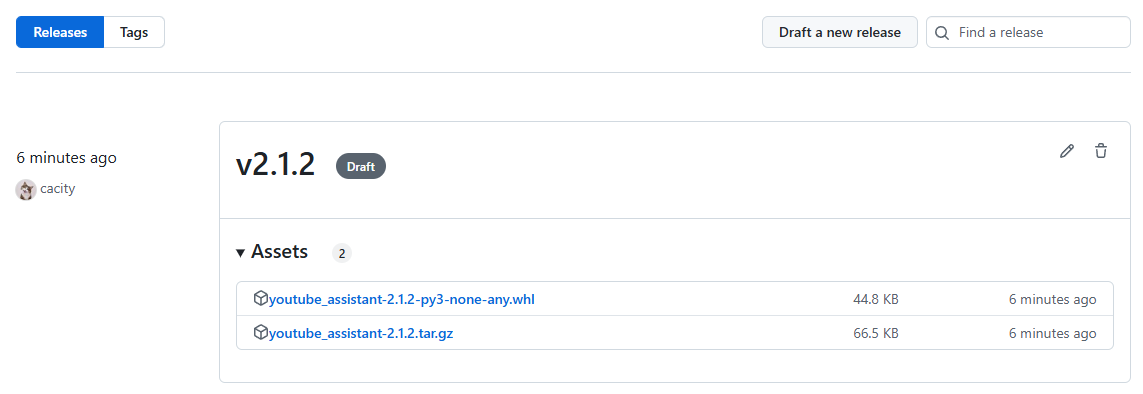 Releases Tags Draft a new release Find a release
6 minutes ago
cacity
v2.1.2 Draft
Assets 2
youtube_assistant-2.1.2-py3-none-any.whl 44.8 KB 6 minutes ago
youtube_assistant-2.1.2.tar.gz 66.5 KB 6 minutes ago